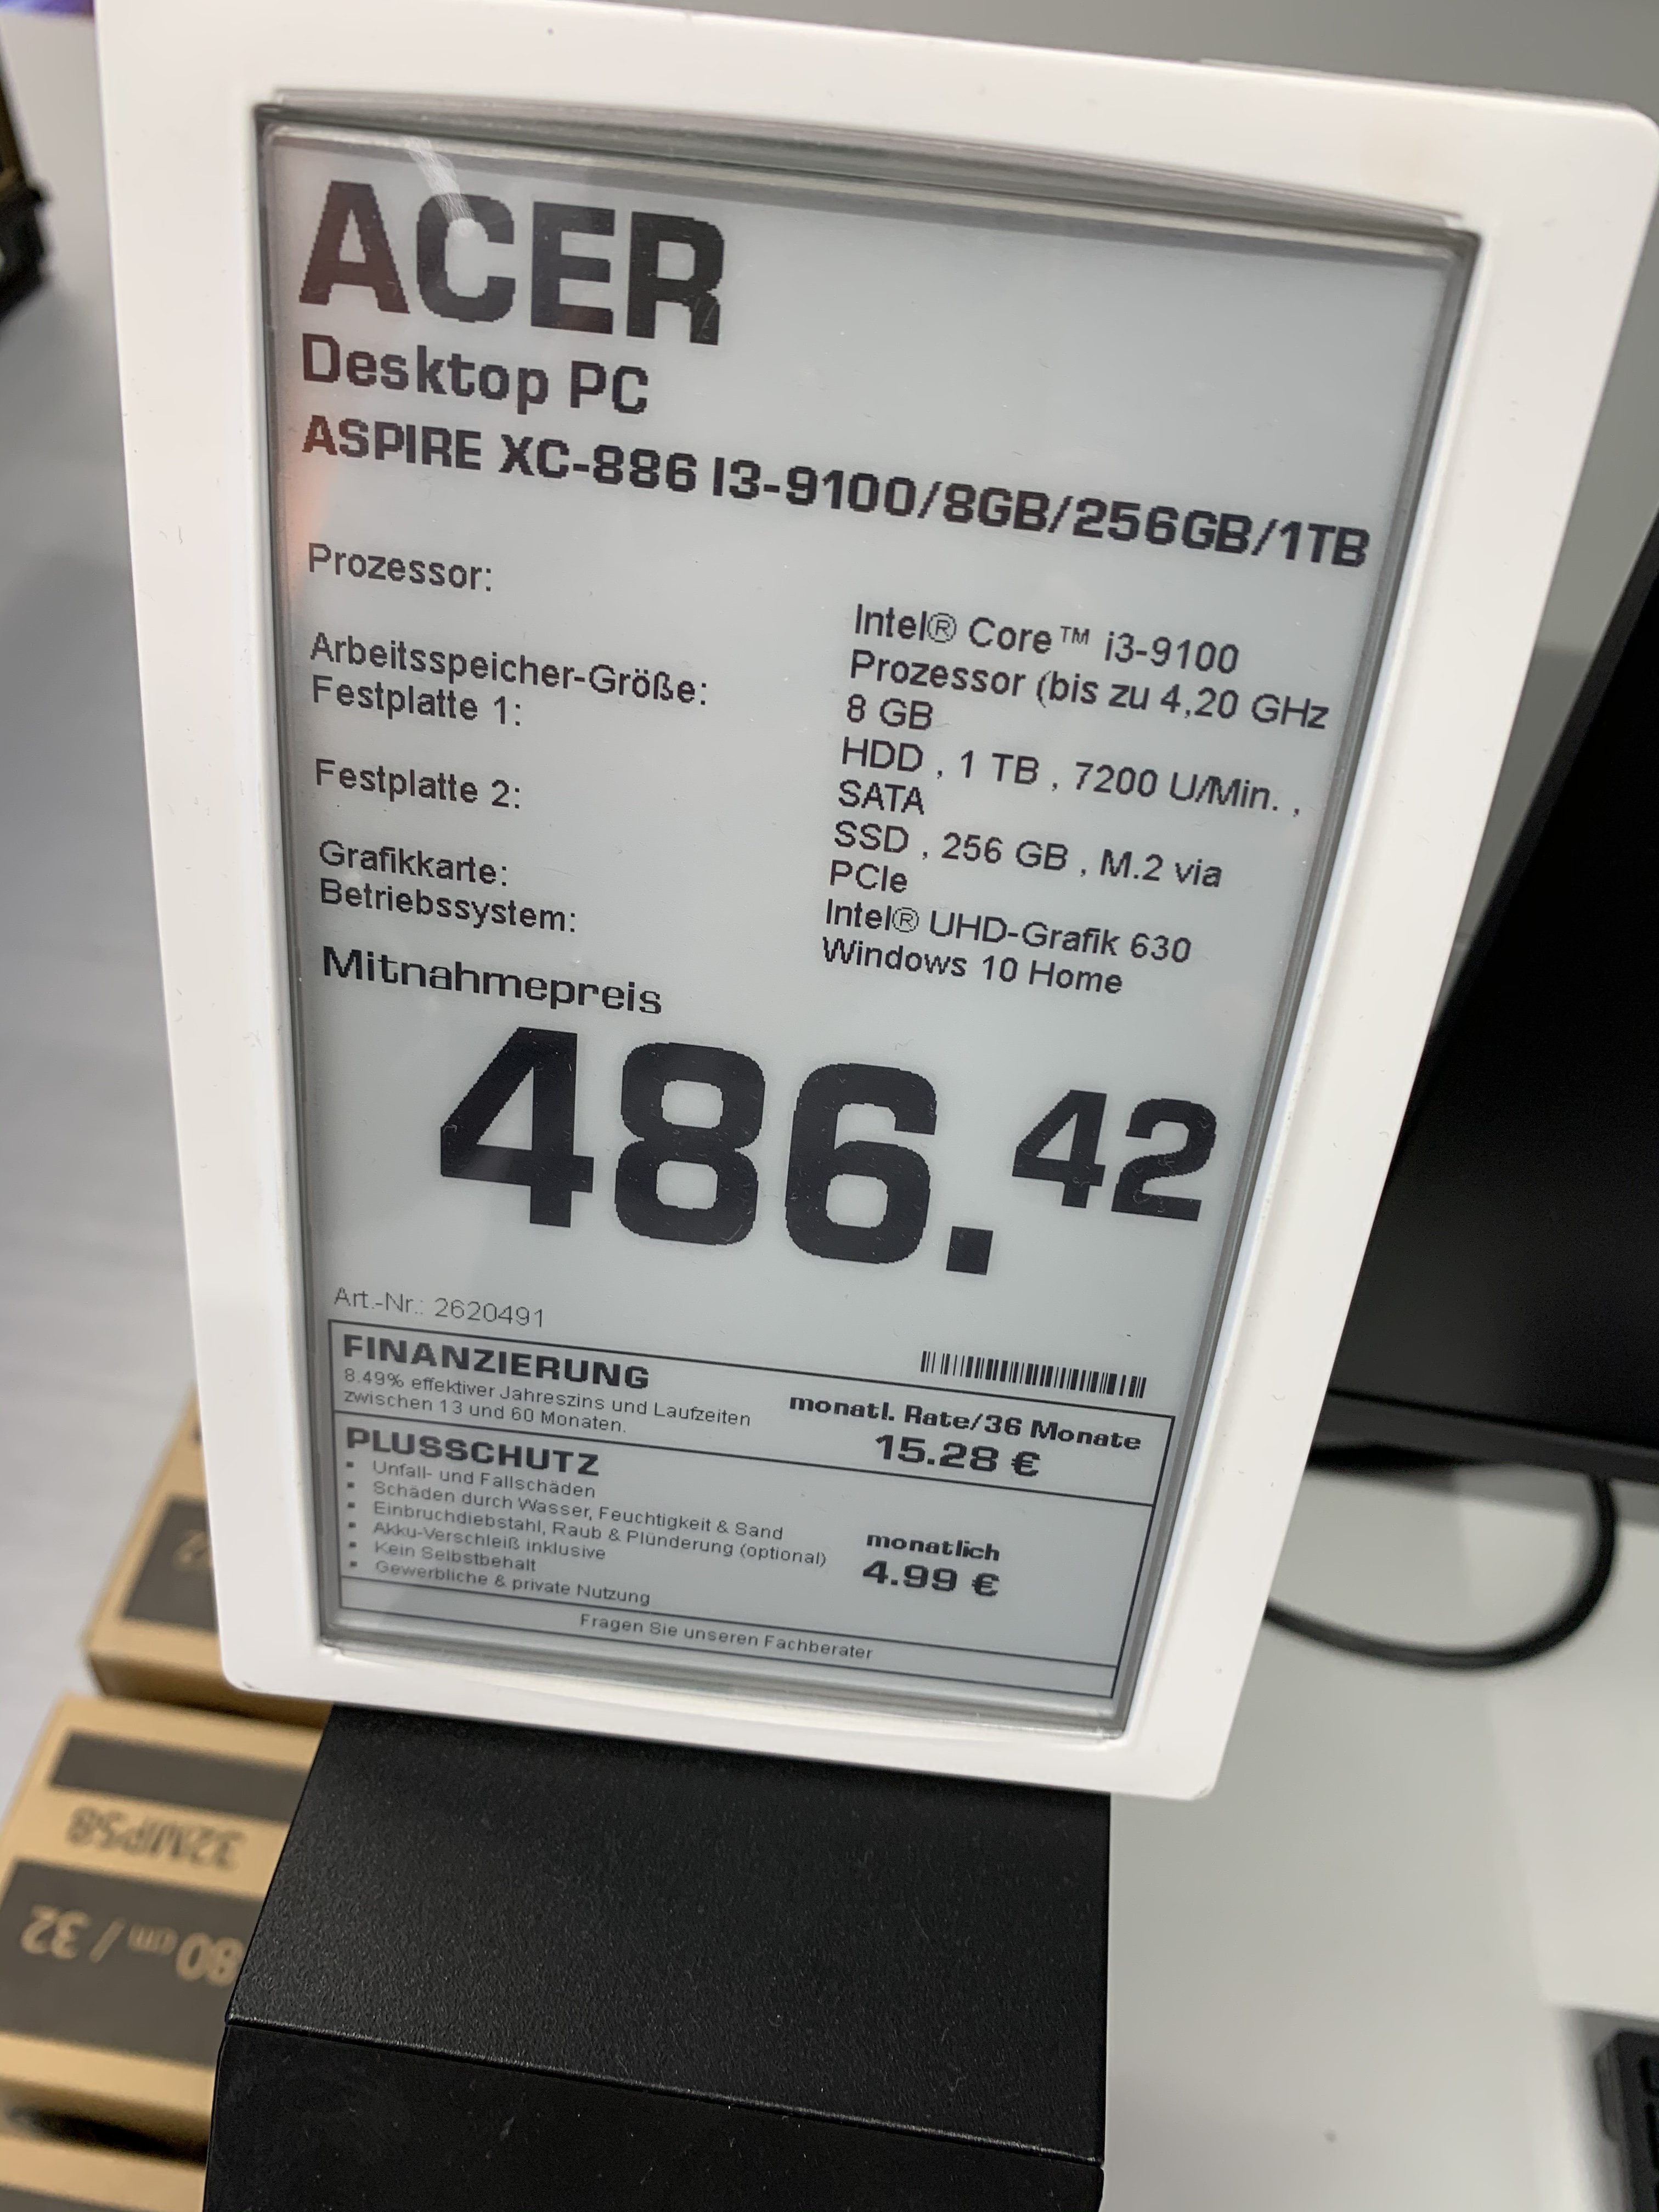 ACER
Desktop PC
ASPIRE XC-886 I3-9100/8GB/256GB/1TB
Prozessor:
Intel® Core™ i3-9100
Prozessor (bis zu 4,20 GHz
Arbeitsspeicher-Größe:
8 GB
Festplatte 1:
HDD , 1 TB , 7200 U/Min. ,
SATA
Festplatte 2:
SSD , 256 GB , M.2 via
PCIe
Grafikkarte:
Intel® UHD-Grafik 630
Betriebssystem:
Windows 10 Home
Mitnahmepreis
486.42
Art.-Nr.: 2620491
FINANZIERUNG
8.49% effektiver Jahreszins und Laufzeiten
zwischen 13 und 60 Monaten.
monatl. Rate/36 Monate
15.28 €
PLUSSCHUTZ
▪ Unfall- und Fallschäden
▪ Schäden durch Wasser, Feuchtigkeit & Sand
▪ Einbruchdiebstahl, Raub & Plünderung (optional)
▪ Akku-Verschleiß inklusive
▪ Kein Selbstbehalt
▪ Gewerbliche & private Nutzung
monatlich
4.99 €
Fragen Sie unseren Fachberater
32MP58
80 cm / 32